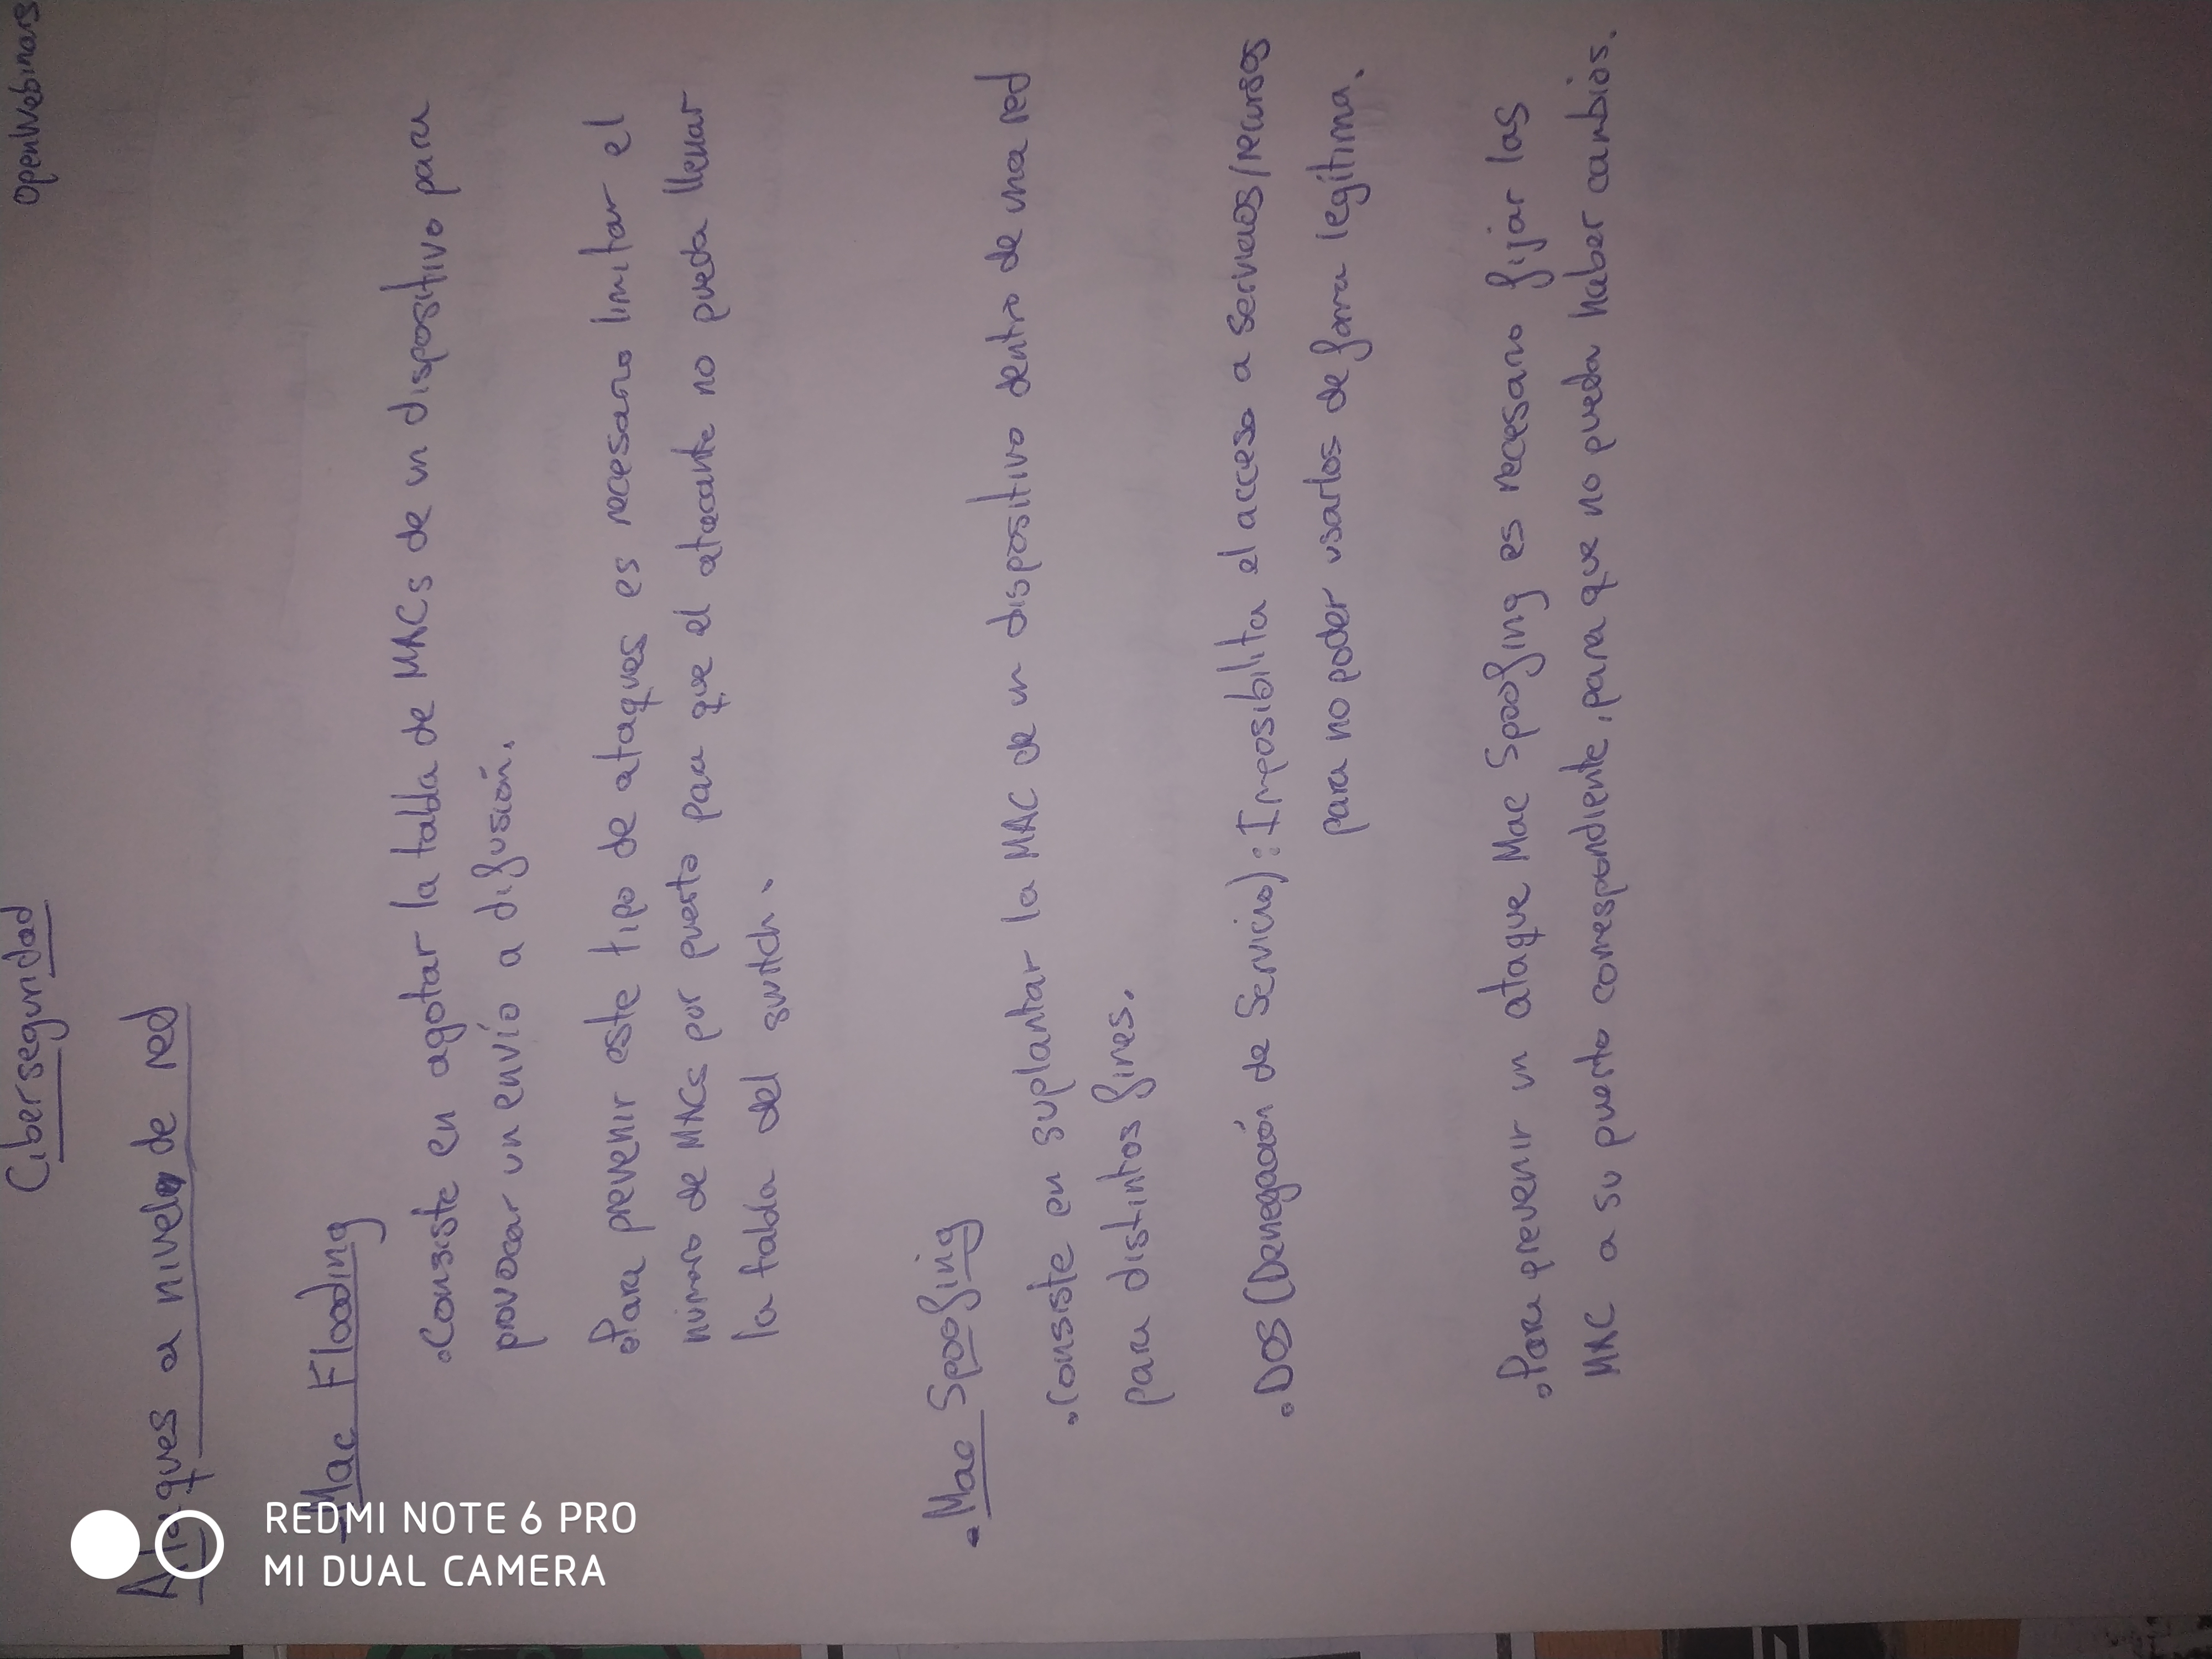 OpenWebinars
Ciberseguridad
Ataques a nivel de red
- Mac Flooding
Consiste en agotar la tabla de MACs de un dispositivo para
provocar un envío a difusión.
Para prevenir este tipo de ataques es necesario limitar el
número de MACs por puerto para que el atacante no pueda llenar
la tabla del switch.
- Mac Spoofing
Consiste en suplantar la MAC de un dispositivo dentro de una red
para distintos fines.
DOS (Denegación de Servicio): Imposibilita el acceso a servicios/recursos
para no poder usarlos de forma legítima.
Para prevenir un ataque Mac Spoofing es necesario fijar las
MAC a su puerto correspondiente, para que no pueda haber cambios.
REDMI NOTE 6 PRO
MI DUAL CAMERA